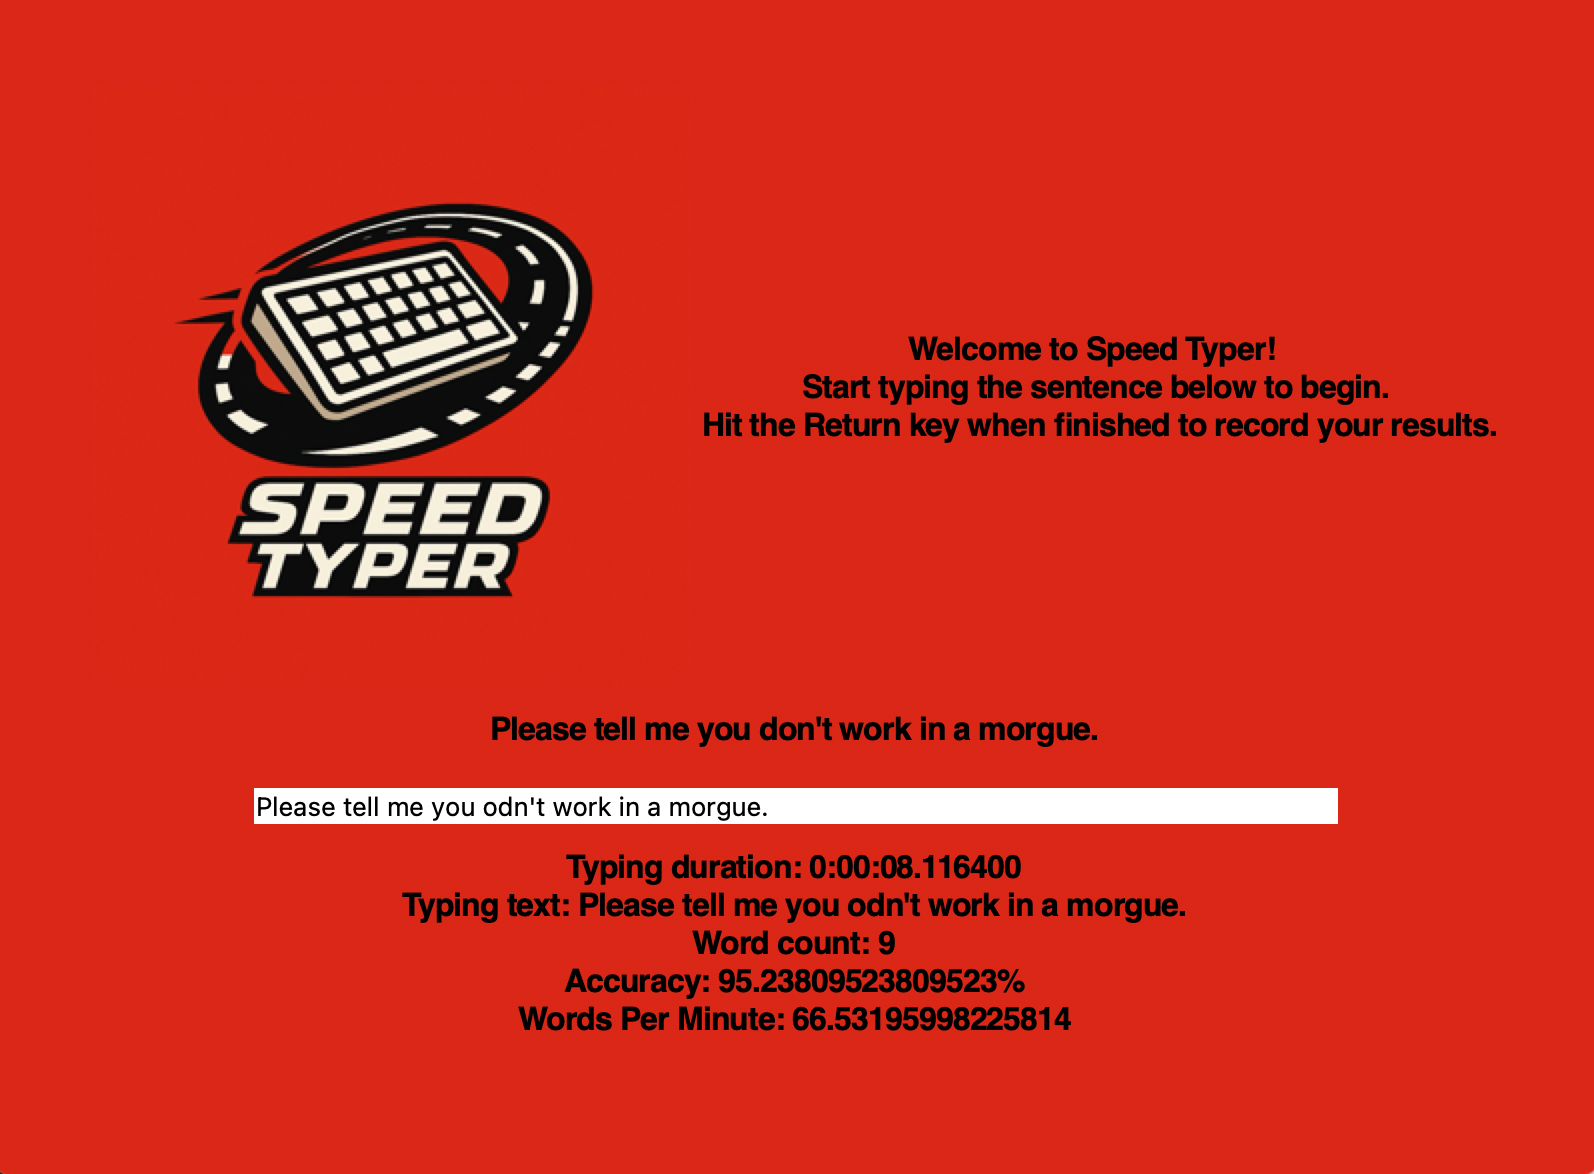 SPEED
TYPER
Welcome to Speed Typer!
Start typing the sentence below to begin.
Hit the Return key when finished to record your results.
Please tell me you don't work in a morgue.
Please tell me you odn't work in a morgue.
Typing duration: 0:00:08.116400
Typing text: Please tell me you odn't work in a morgue.
Word count: 9
Accuracy: 95.23809523809523%
Words Per Minute: 66.53195998225814